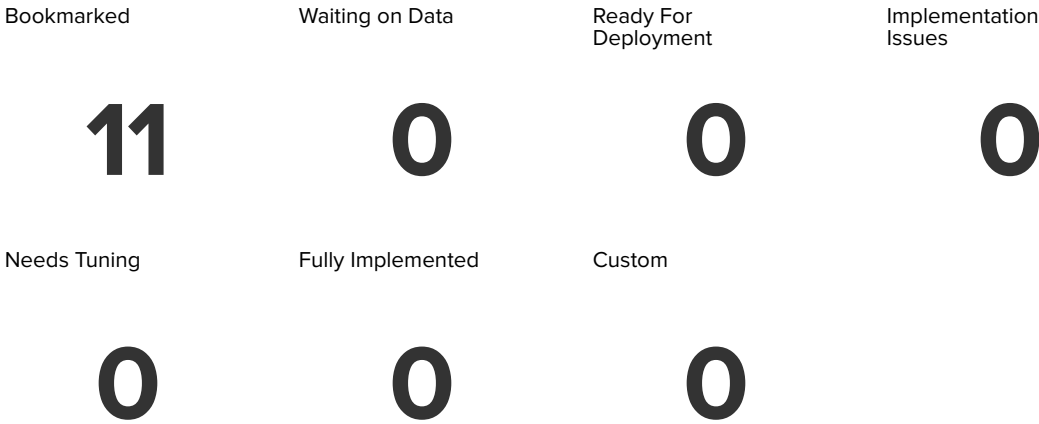 Bookmarked
Waiting on Data
Ready For
Deployment
Implementation
Issues
11
0
0
0
Needs Tuning
Fully Implemented
Custom
0
0
0